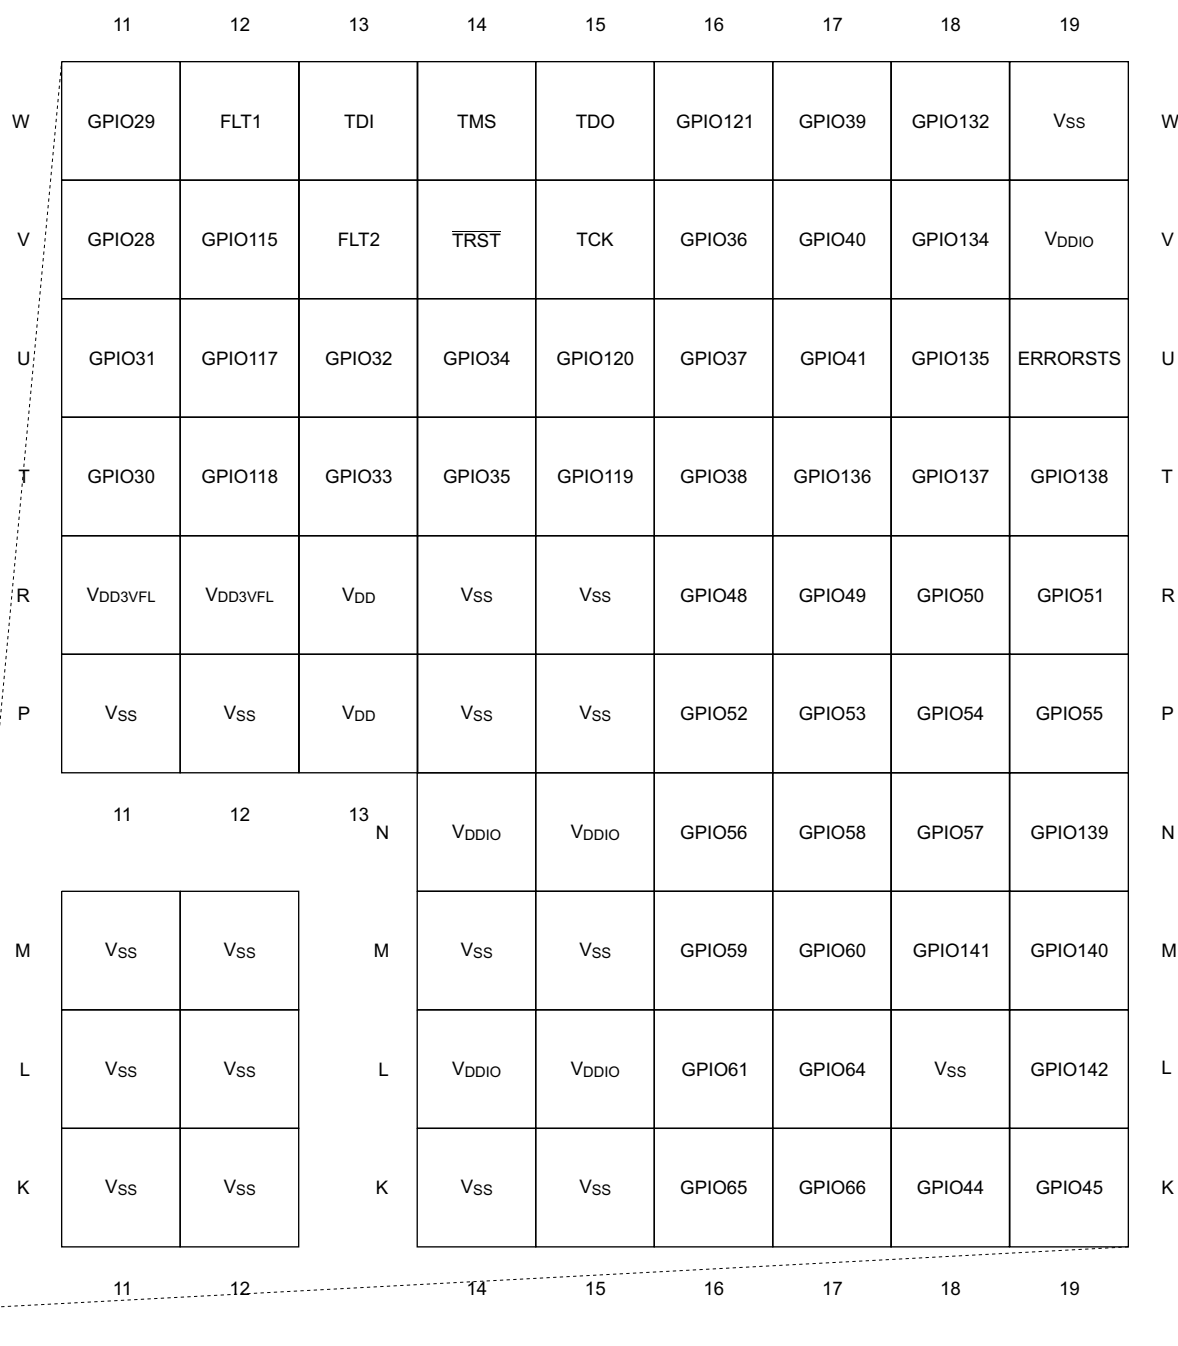 11 12 13 14 15 16 17 18 19
W GPIO29 FLT1 TDI TMS TDO GPIO121 GPIO39 GPIO132 VSS W
V GPIO28 GPIO115 FLT2 T̅R̅S̅T̅ TCK GPIO36 GPIO40 GPIO134 VDDIO V
U GPIO31 GPIO117 GPIO32 GPIO34 GPIO120 GPIO37 GPIO41 GPIO135 ERRORSTS U
T GPIO30 GPIO118 GPIO33 GPIO35 GPIO119 GPIO38 GPIO136 GPIO137 GPIO138 T
R VDD3VFL VDD3VFL VDD VSS VSS GPIO48 GPIO49 GPIO50 GPIO51 R
P VSS VSS VDD VSS VSS GPIO52 GPIO53 GPIO54 GPIO55 P
11 12 13
N VDDIO VDDIO GPIO56 GPIO58 GPIO57 GPIO139 N
M VSS VSS M VSS VSS GPIO59 GPIO60 GPIO141 GPIO140 M
L VSS VSS L VDDIO VDDIO GPIO61 GPIO64 VSS GPIO142 L
K VSS VSS K VSS VSS GPIO65 GPIO66 GPIO44 GPIO45 K
11 12 14 15 16 17 18 19